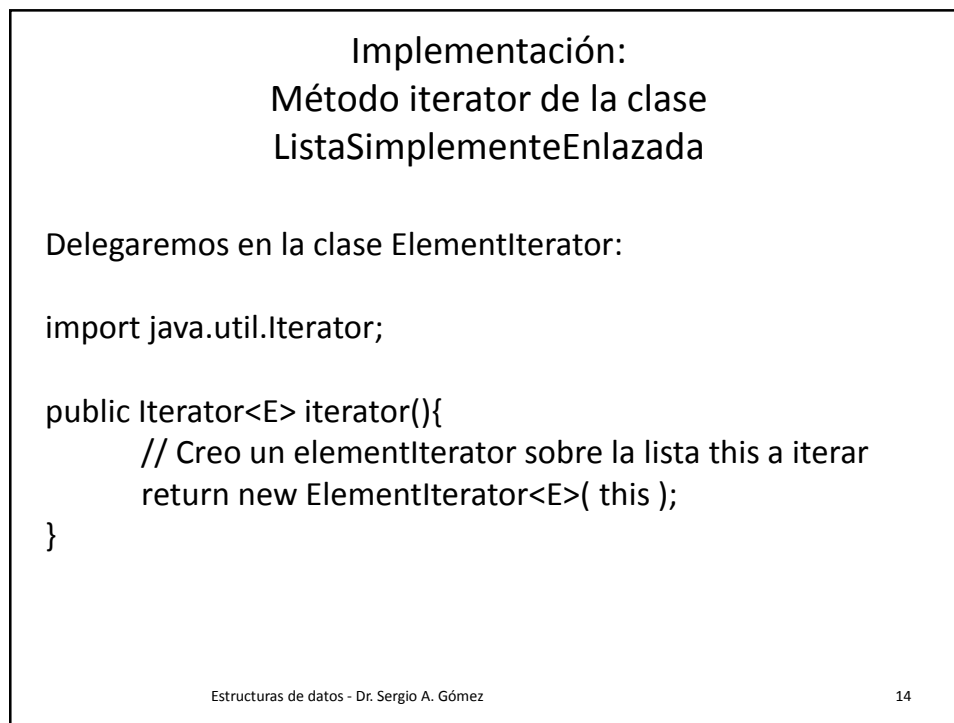 Implementación:
Método iterator de la clase
ListaSimplementeEnlazada
Delegaremos en la clase ElementIterator:
import java.util.Iterator;
public Iterator<E> iterator(){
// Creo un elementIterator sobre la lista this a iterar
return new ElementIterator<E>( this );
}
Estructuras de datos - Dr. Sergio A. Gómez 14